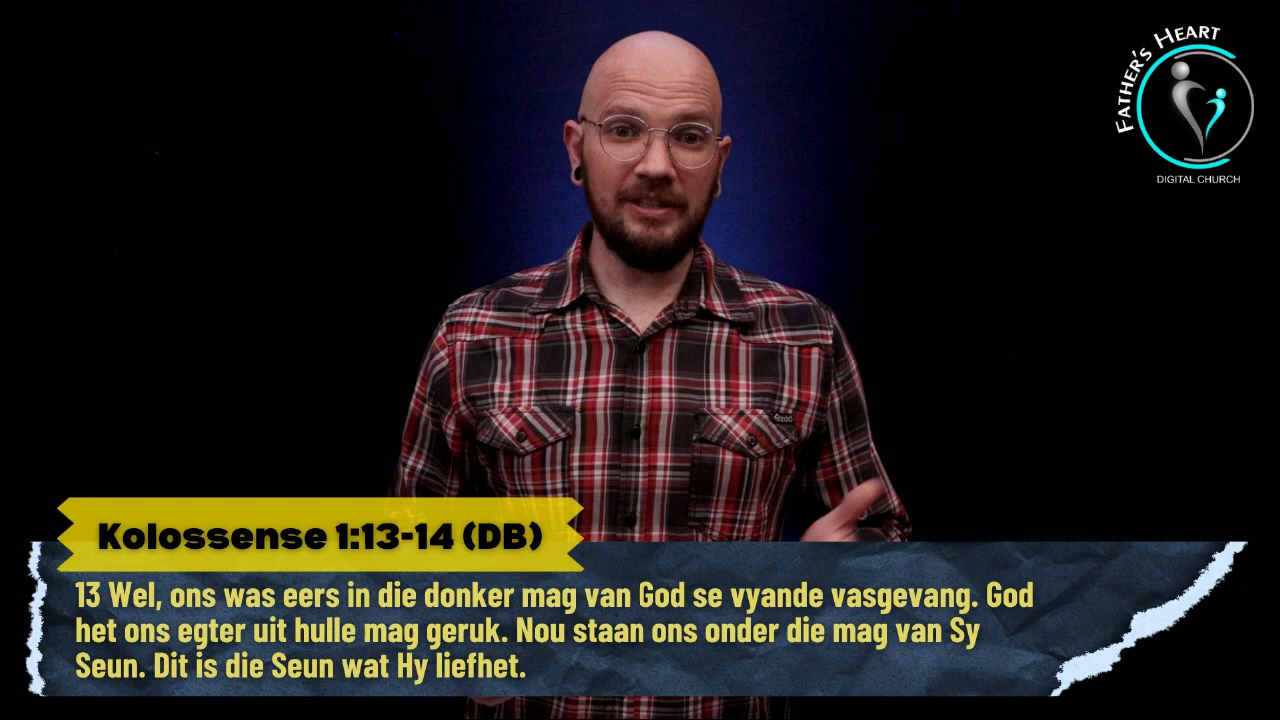 FATHER'S HEART
DIGITAL CHURCH
Kolossense 1:13-14 (DB)
13 Wel, ons was eers in die donker mag van God se vyande vasgevang. God
het ons egter uit hulle mag geruk. Nou staan ons onder die mag van Sy
Seun. Dit is die Seun wat Hy liefhet.